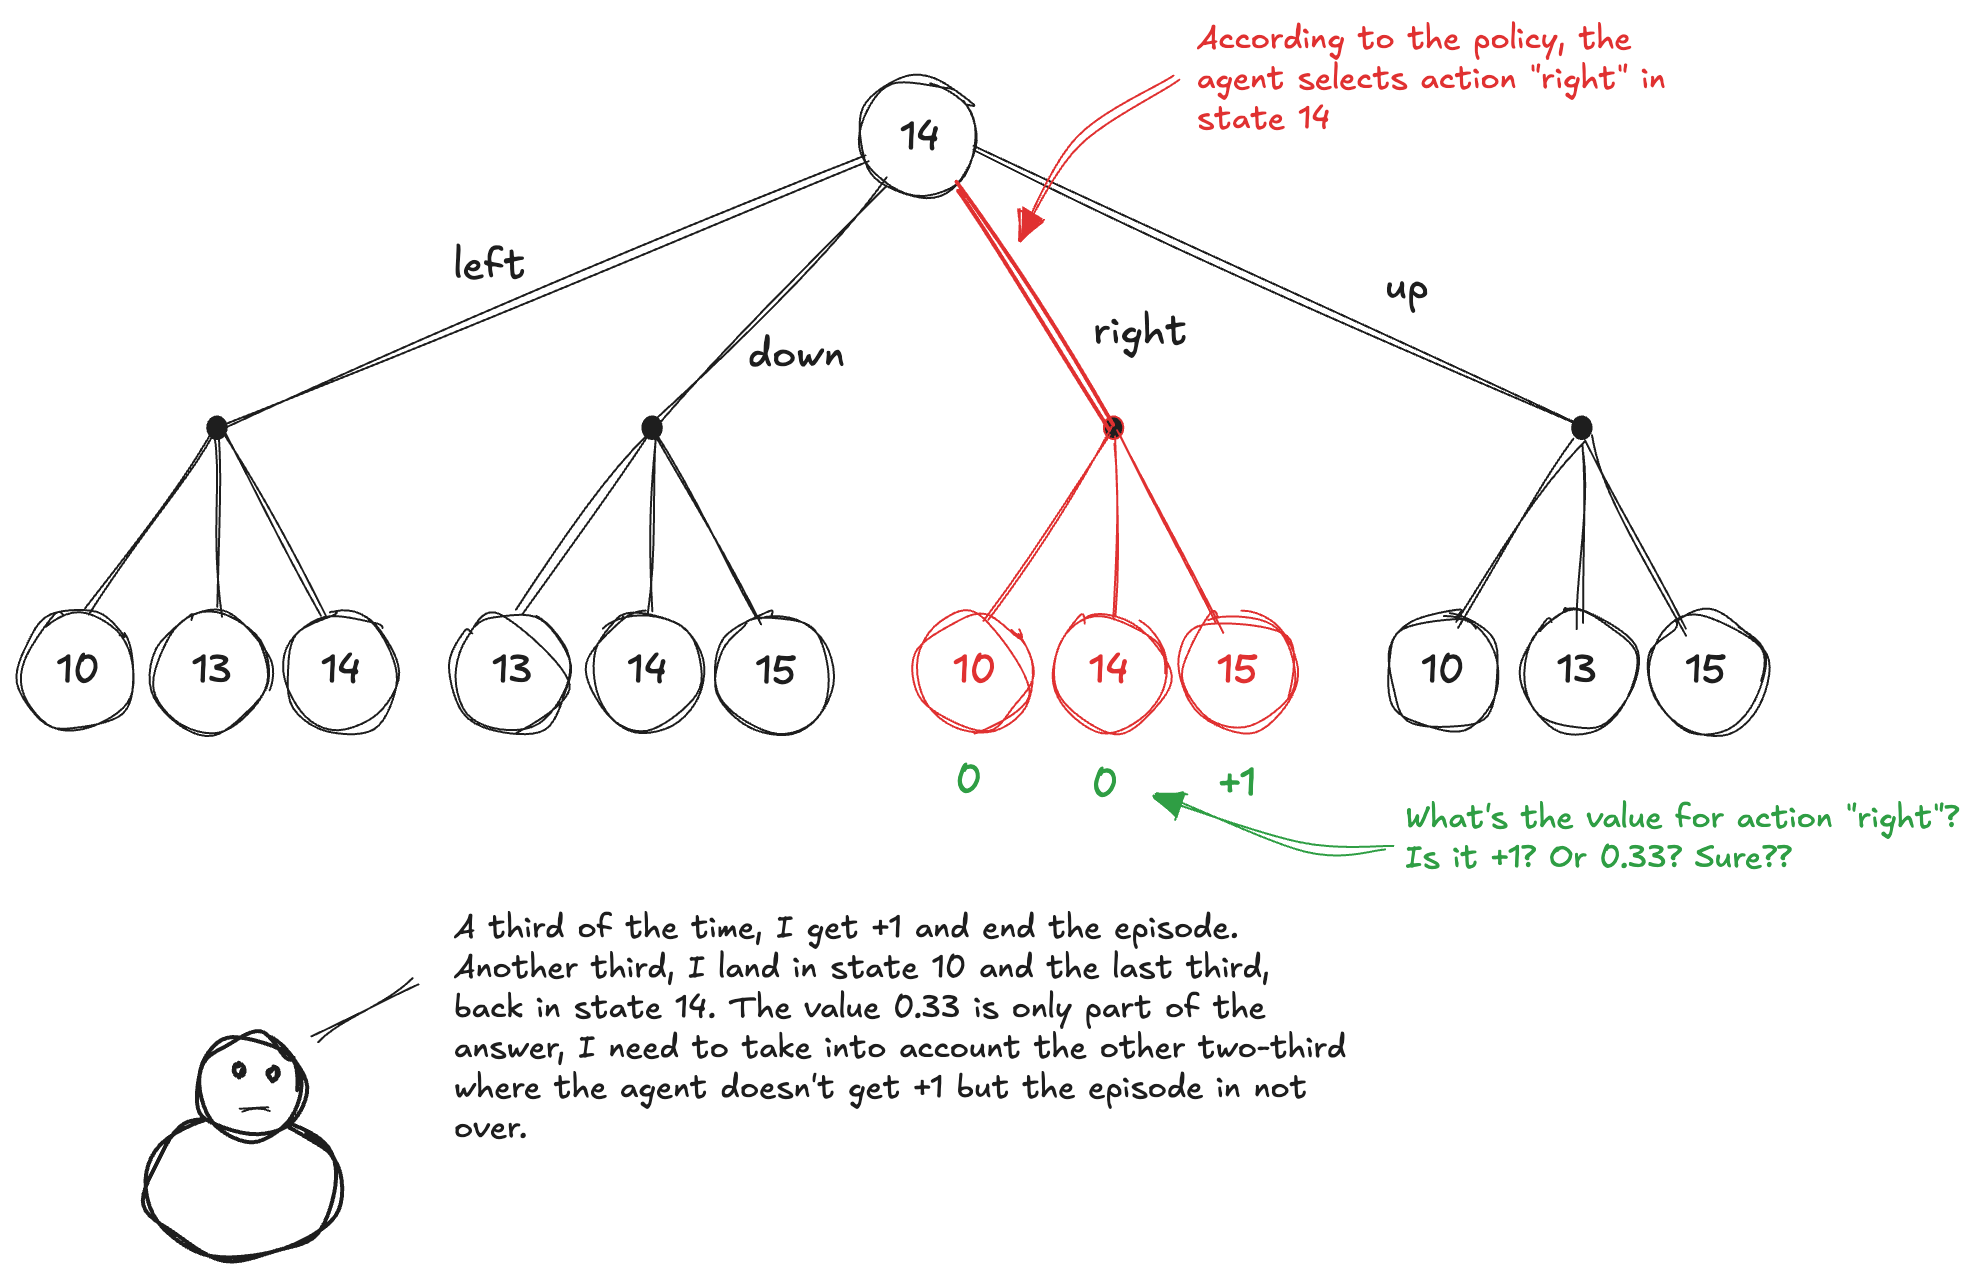 According to the policy, the
agent selects action "right" in
state 14
14
left
down
right
up
10 13 14 13 14 15 10 14 15 10 13 15
0 0 +1
What's the value for action "right"?
Is it +1? Or 0.33? Sure??
A third of the time, I get +1 and end the episode.
Another third, I land in state 10 and the last third,
back in state 14. The value 0.33 is only part of the
answer, I need to take into account the other two-third
where the agent doesn't get +1 but the episode in not
over.